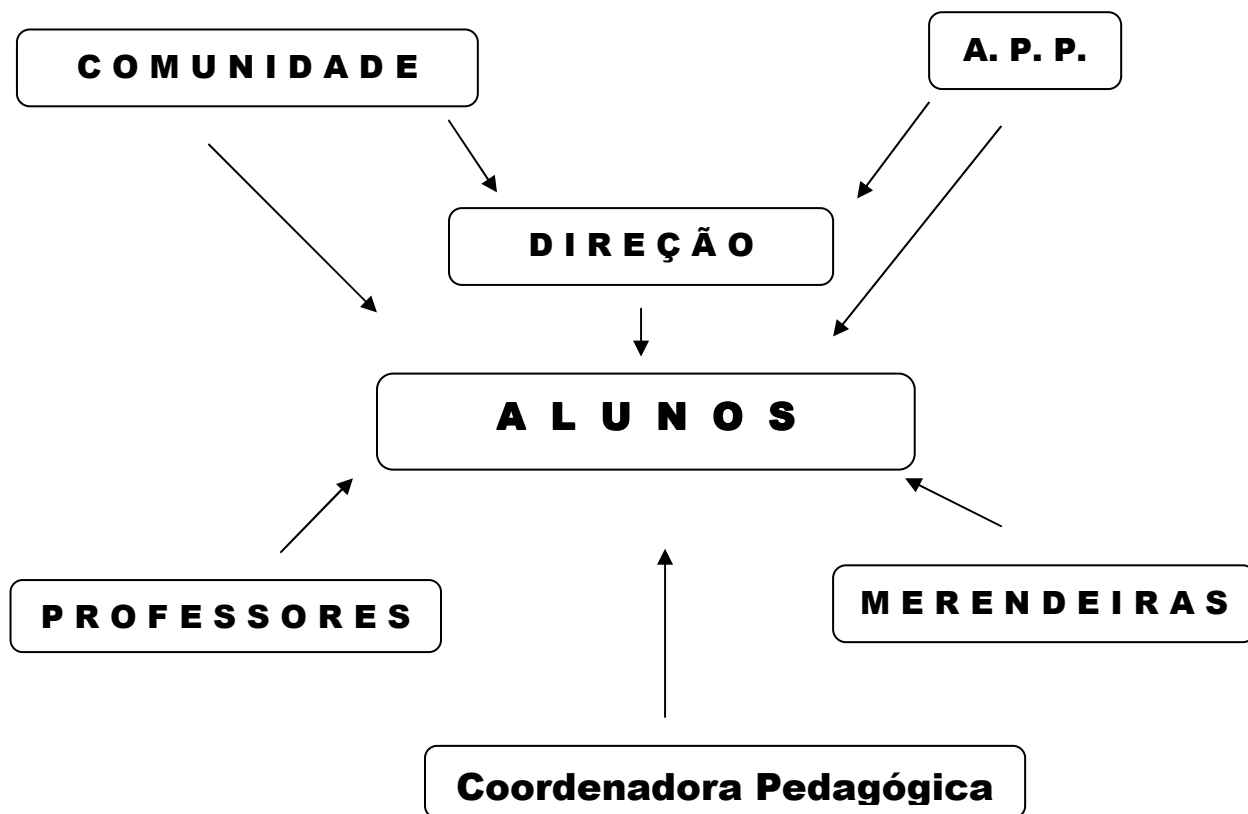 C O M U N I D A D E
A. P. P.
D I R E Ç Ã O
A L U N O S
P R O F E S S O R E S
M E R E N D E I R A S
Coordenadora Pedagógica